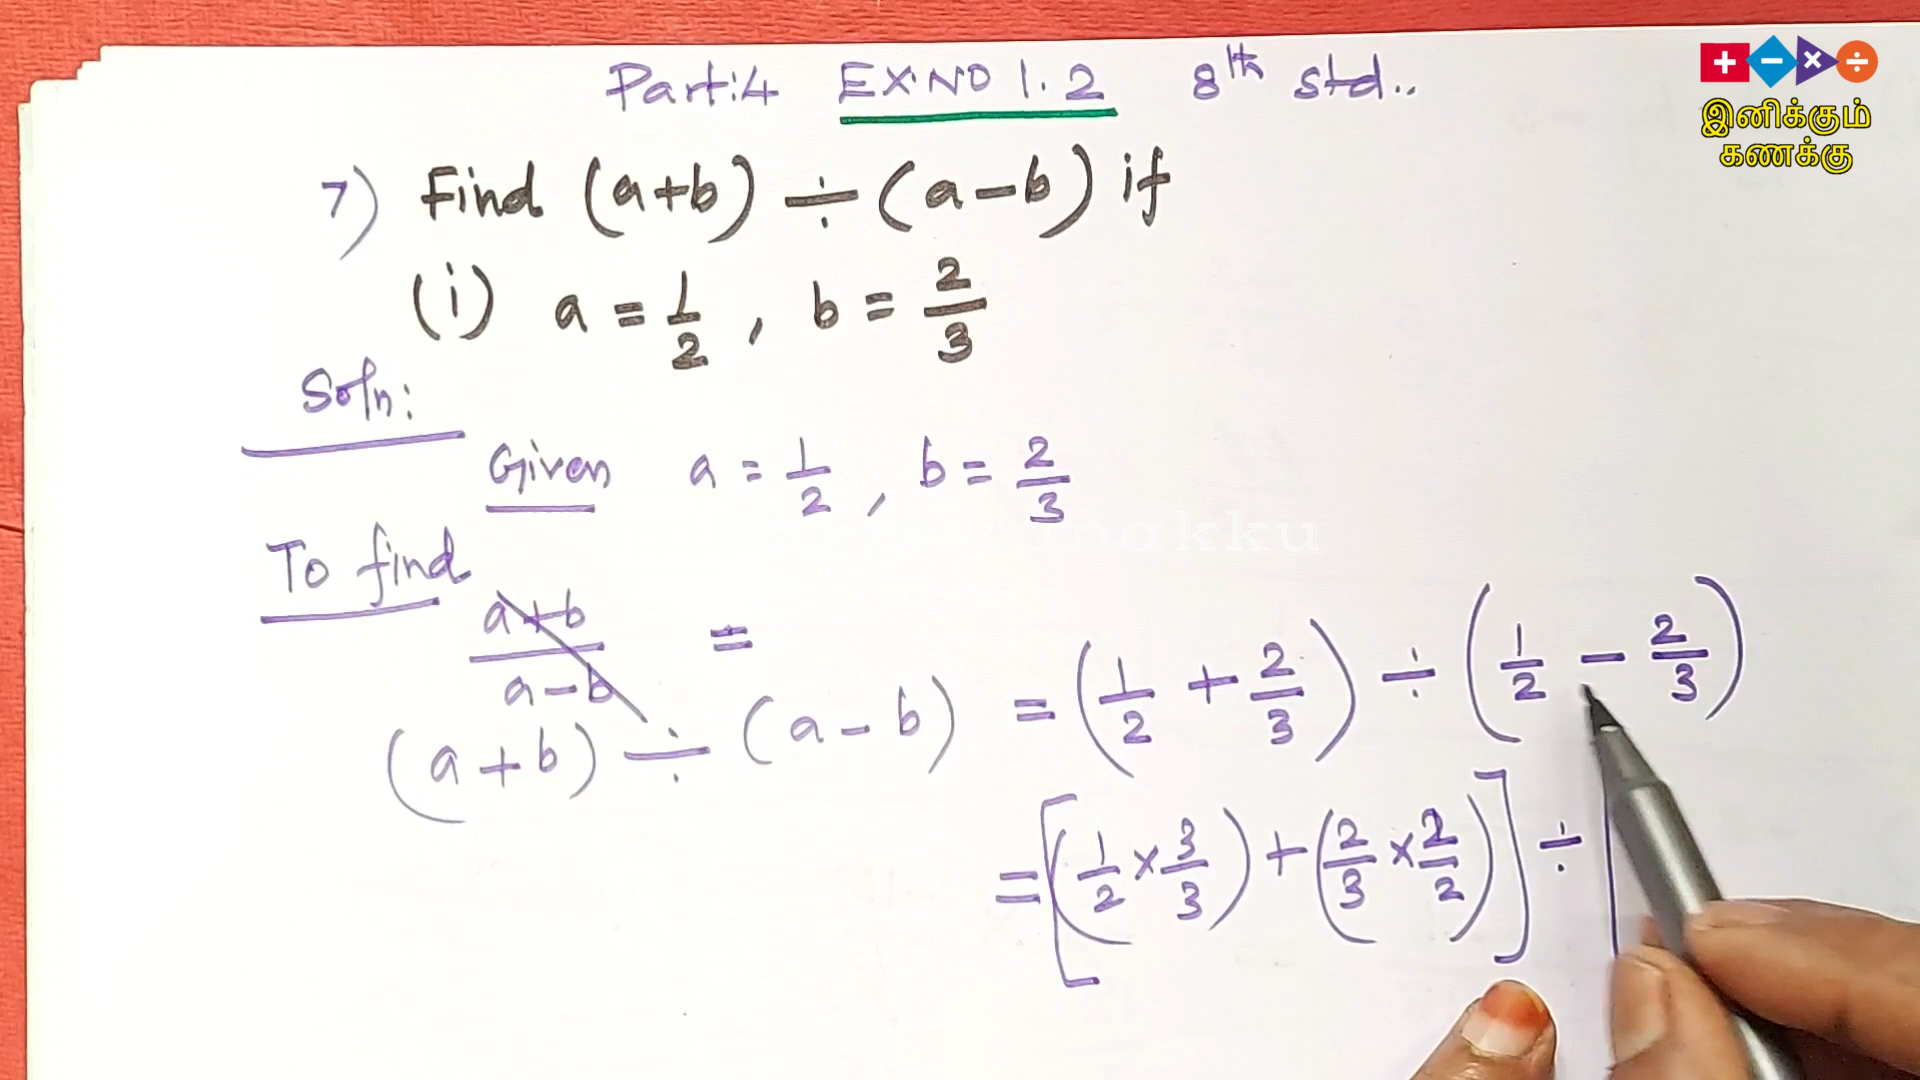 Part:4 EX.NO 1.2 8th std..
இனிக்கும்
கணக்கு
7) Find (a+b) ÷ (a-b) if
(i) a = 1/2 , b = 2/3
Soln:
Given a = 1/2 , b = 2/3
To find
a+b/a-b =
(a+b) ÷ (a-b) = (1/2 + 2/3) ÷ (1/2 - 2/3)
= [(1/2 × 3/3) + (2/3 × 2/2)] ÷ [